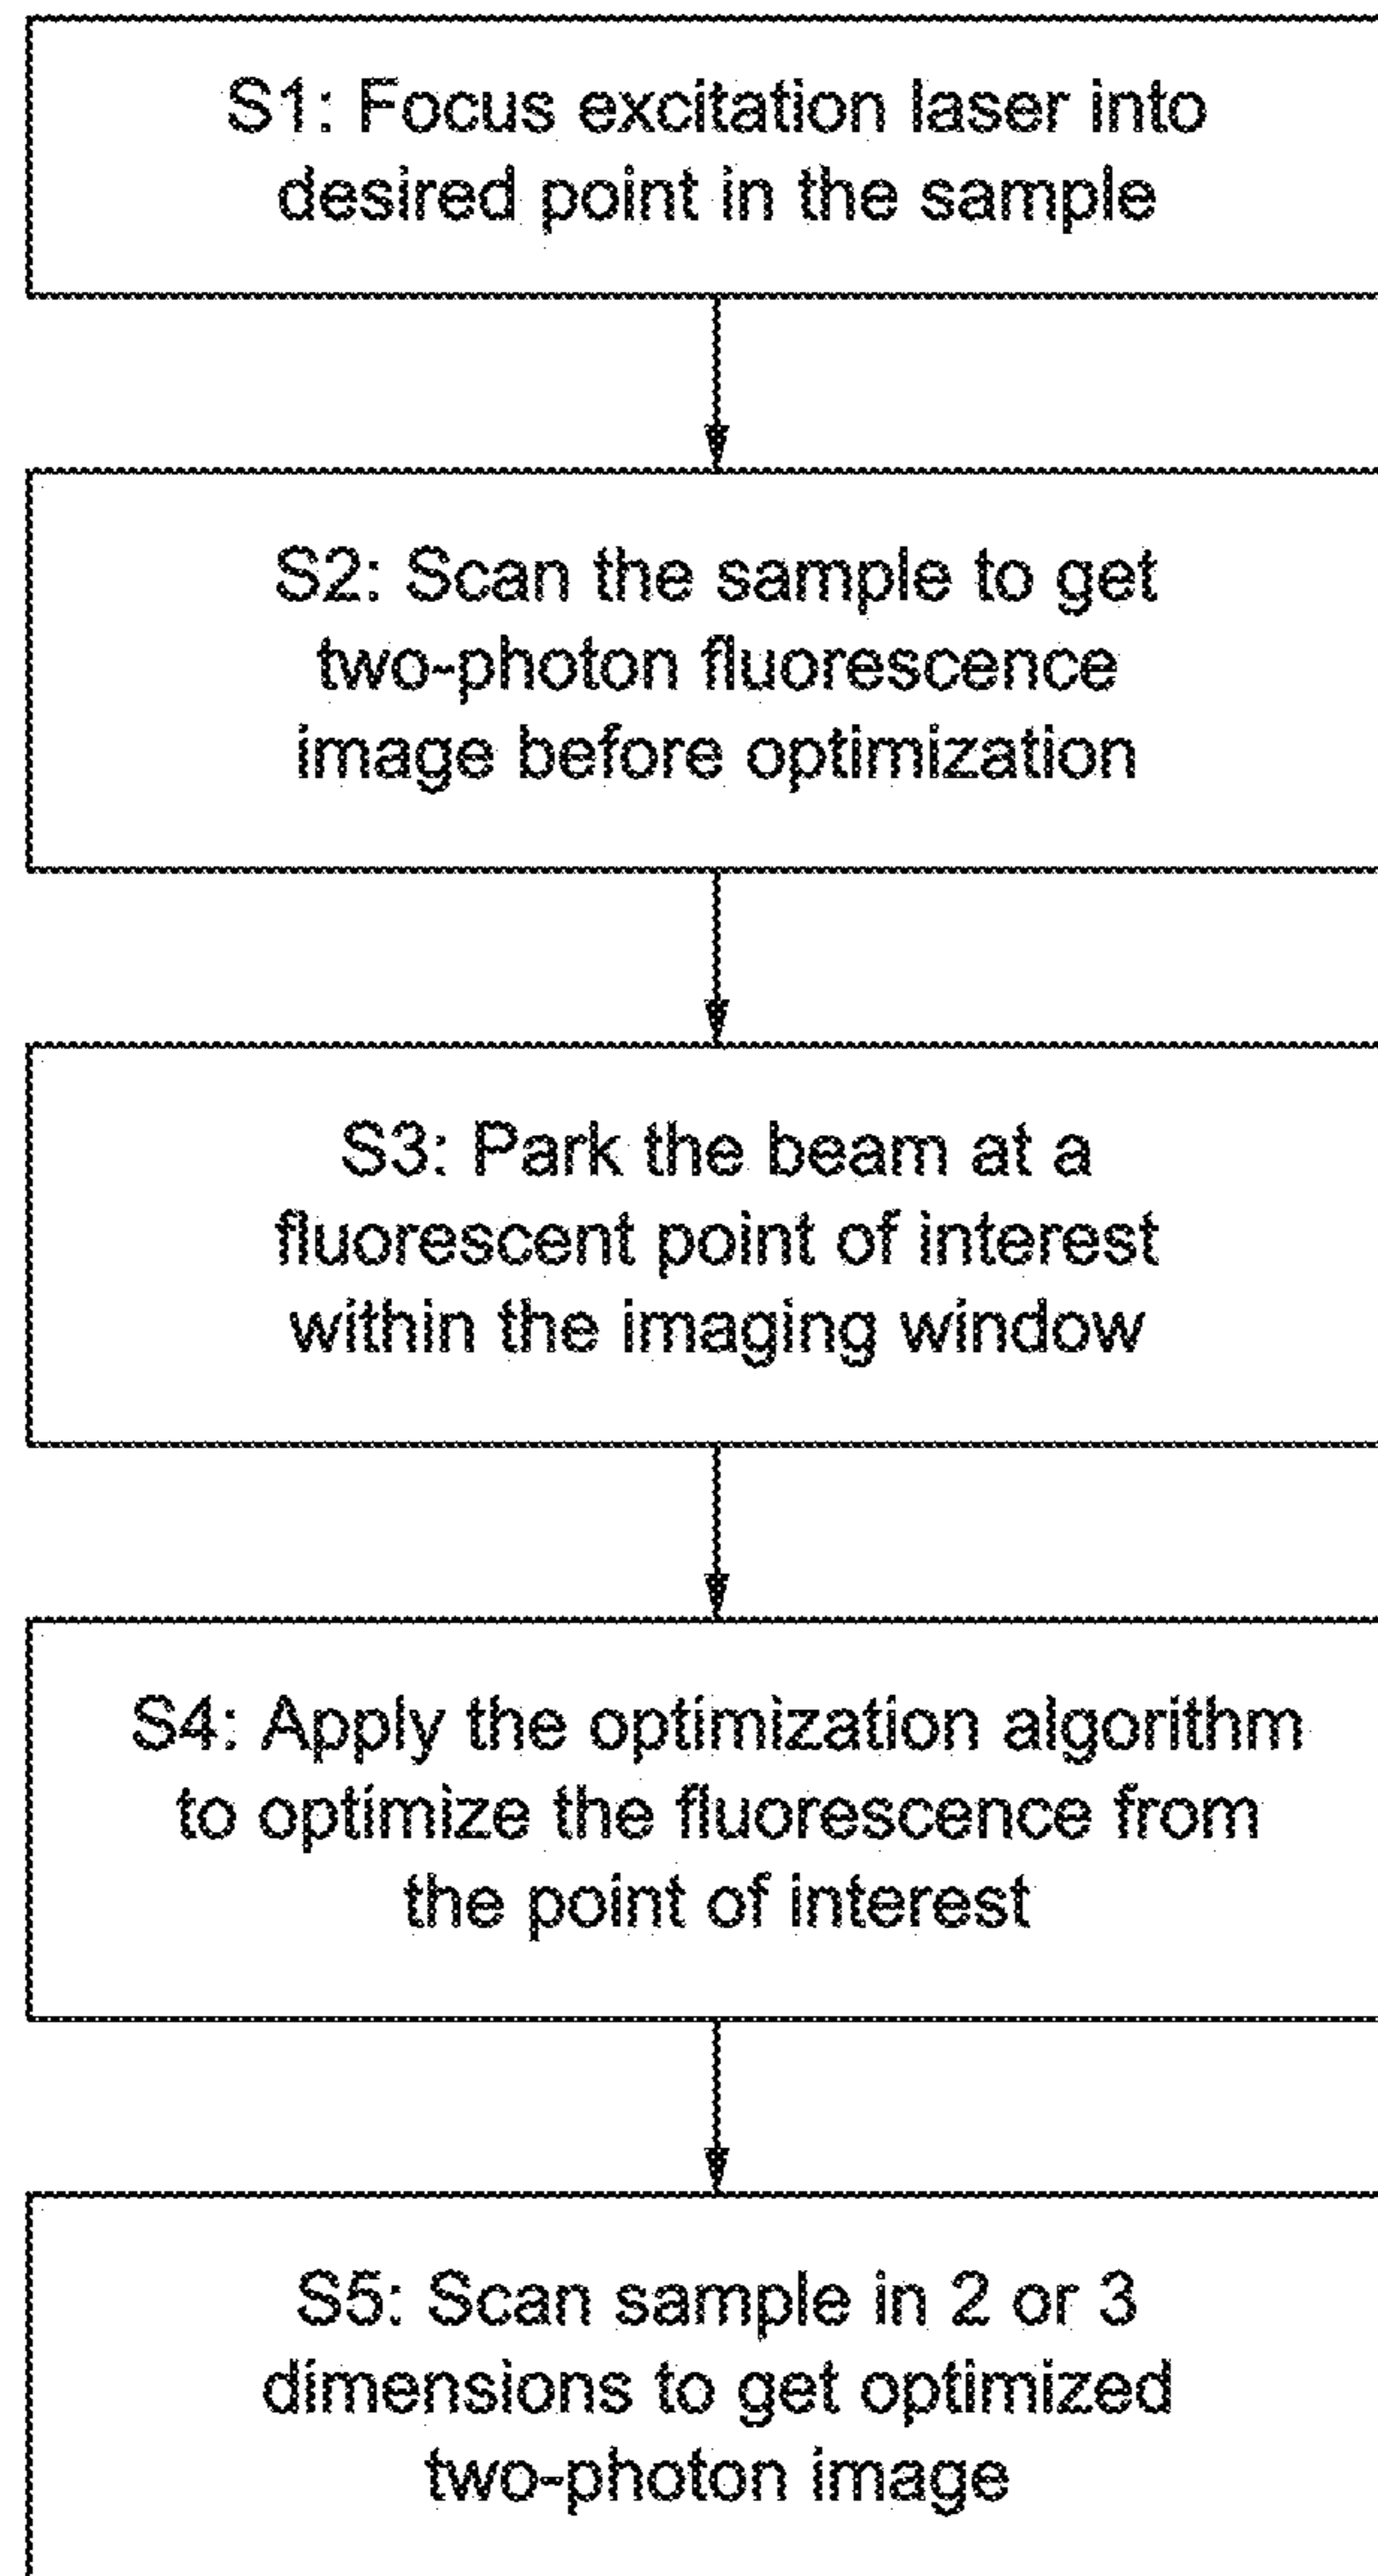 S1: Focus excitation laser into
desired point in the sample
S2: Scan the sample to get
two-photon fluorescence
image before optimization
S3: Park the beam at a
fluorescent point of interest
within the imaging window
S4: Apply the optimization algorithm
to optimize the fluorescence from
the point of interest
S5: Scan sample in 2 or 3
dimensions to get optimized
two-photon image